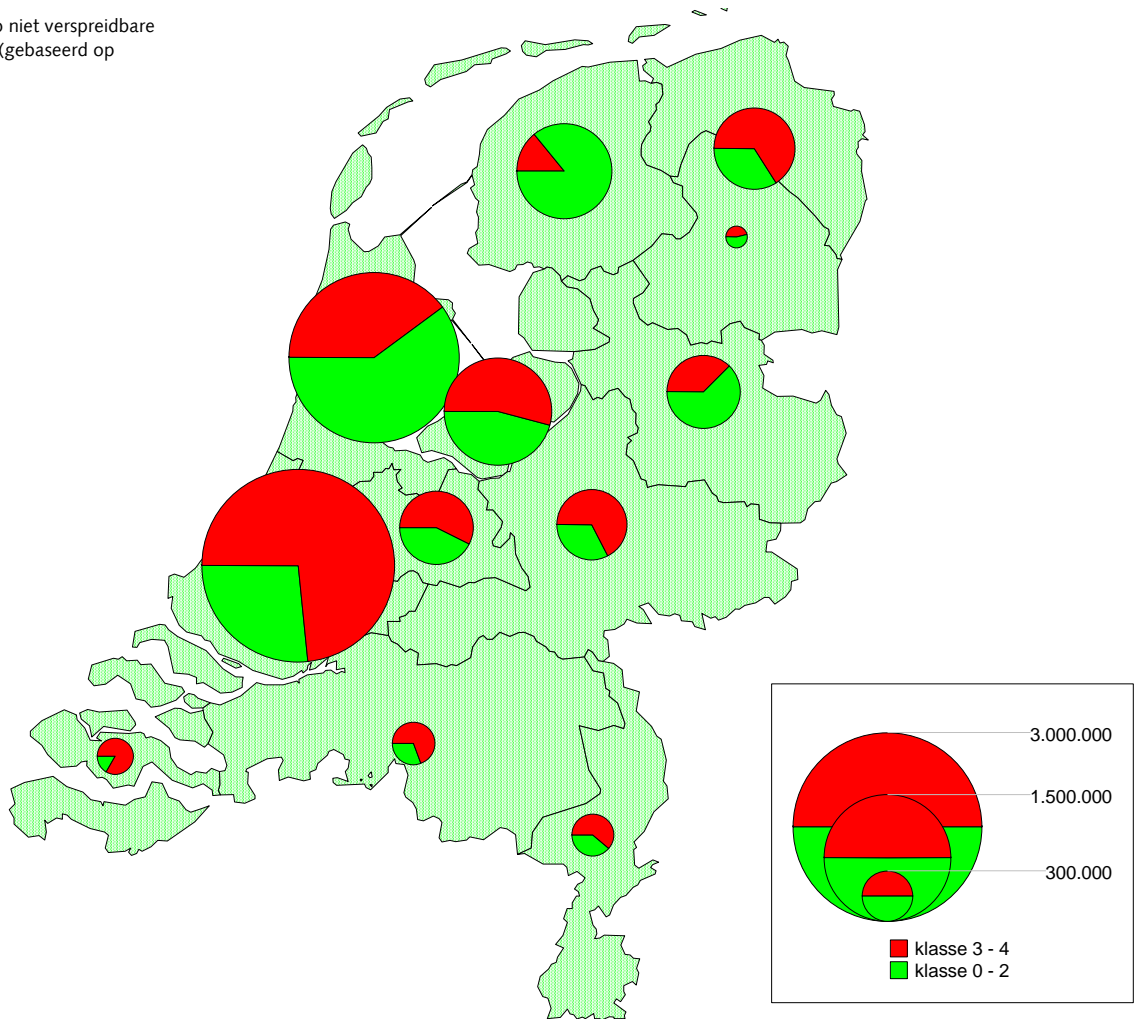 niet verspreidbare
(gebaseerd op
3.000.000
1.500.000
300.000
klasse 3 - 4
klasse 0 - 2